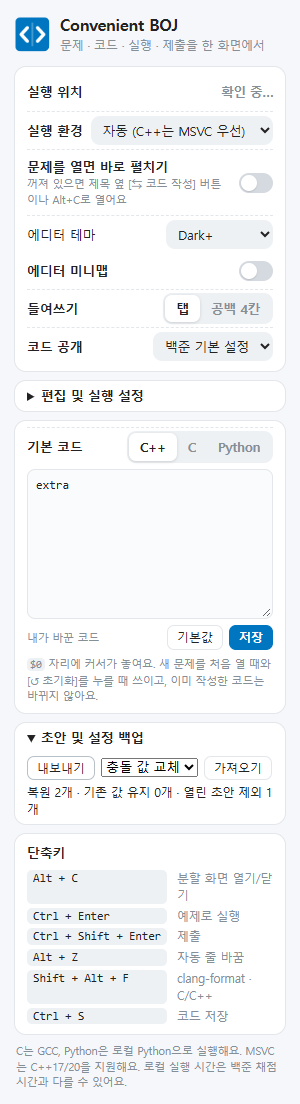 Convenient BOJ
문제 · 코드 · 실행 · 제출을 한 화면에서
실행 위치 확인 중...
실행 환경 자동 (C++는 MSVC 우선)
문제를 열면 바로 펼치기
꺼져 있으면 제목 옆 [⇆ 코드 작성] 버튼
이나 Alt+C로 열어요
에디터 테마 Dark+
에디터 미니맵
들여쓰기 탭 공백 4칸
코드 공개 백준 기본 설정
▶ 편집 및 실행 설정
기본 코드 C++ C Python
extra
내가 바꾼 코드 기본값 저장
$0 자리에 커서가 놓여요. 새 문제를 처음 열 때와
[↺ 초기화]를 누를 때 쓰이고, 이미 작성한 코드는
바뀌지 않아요.
▼ 초안 및 설정 백업
내보내기 충돌 값 교체 가져오기
복원 2개 · 기존 값 유지 0개 · 열린 초안 제외 1
개
단축키
Alt + C 분할 화면 열기/닫
기
Ctrl + Enter 예제로 실행
Ctrl + Shift + Enter 제출
Alt + Z 자동 줄 바꿈
Shift + Alt + F clang-format ·
C/C++
Ctrl + S 코드 저장
C는 GCC, Python은 로컬 Python으로 실행해요. MSVC
는 C++17/20을 지원해요. 로컬 실행 시간은 백준 채점
시간과 다를 수 있어요.